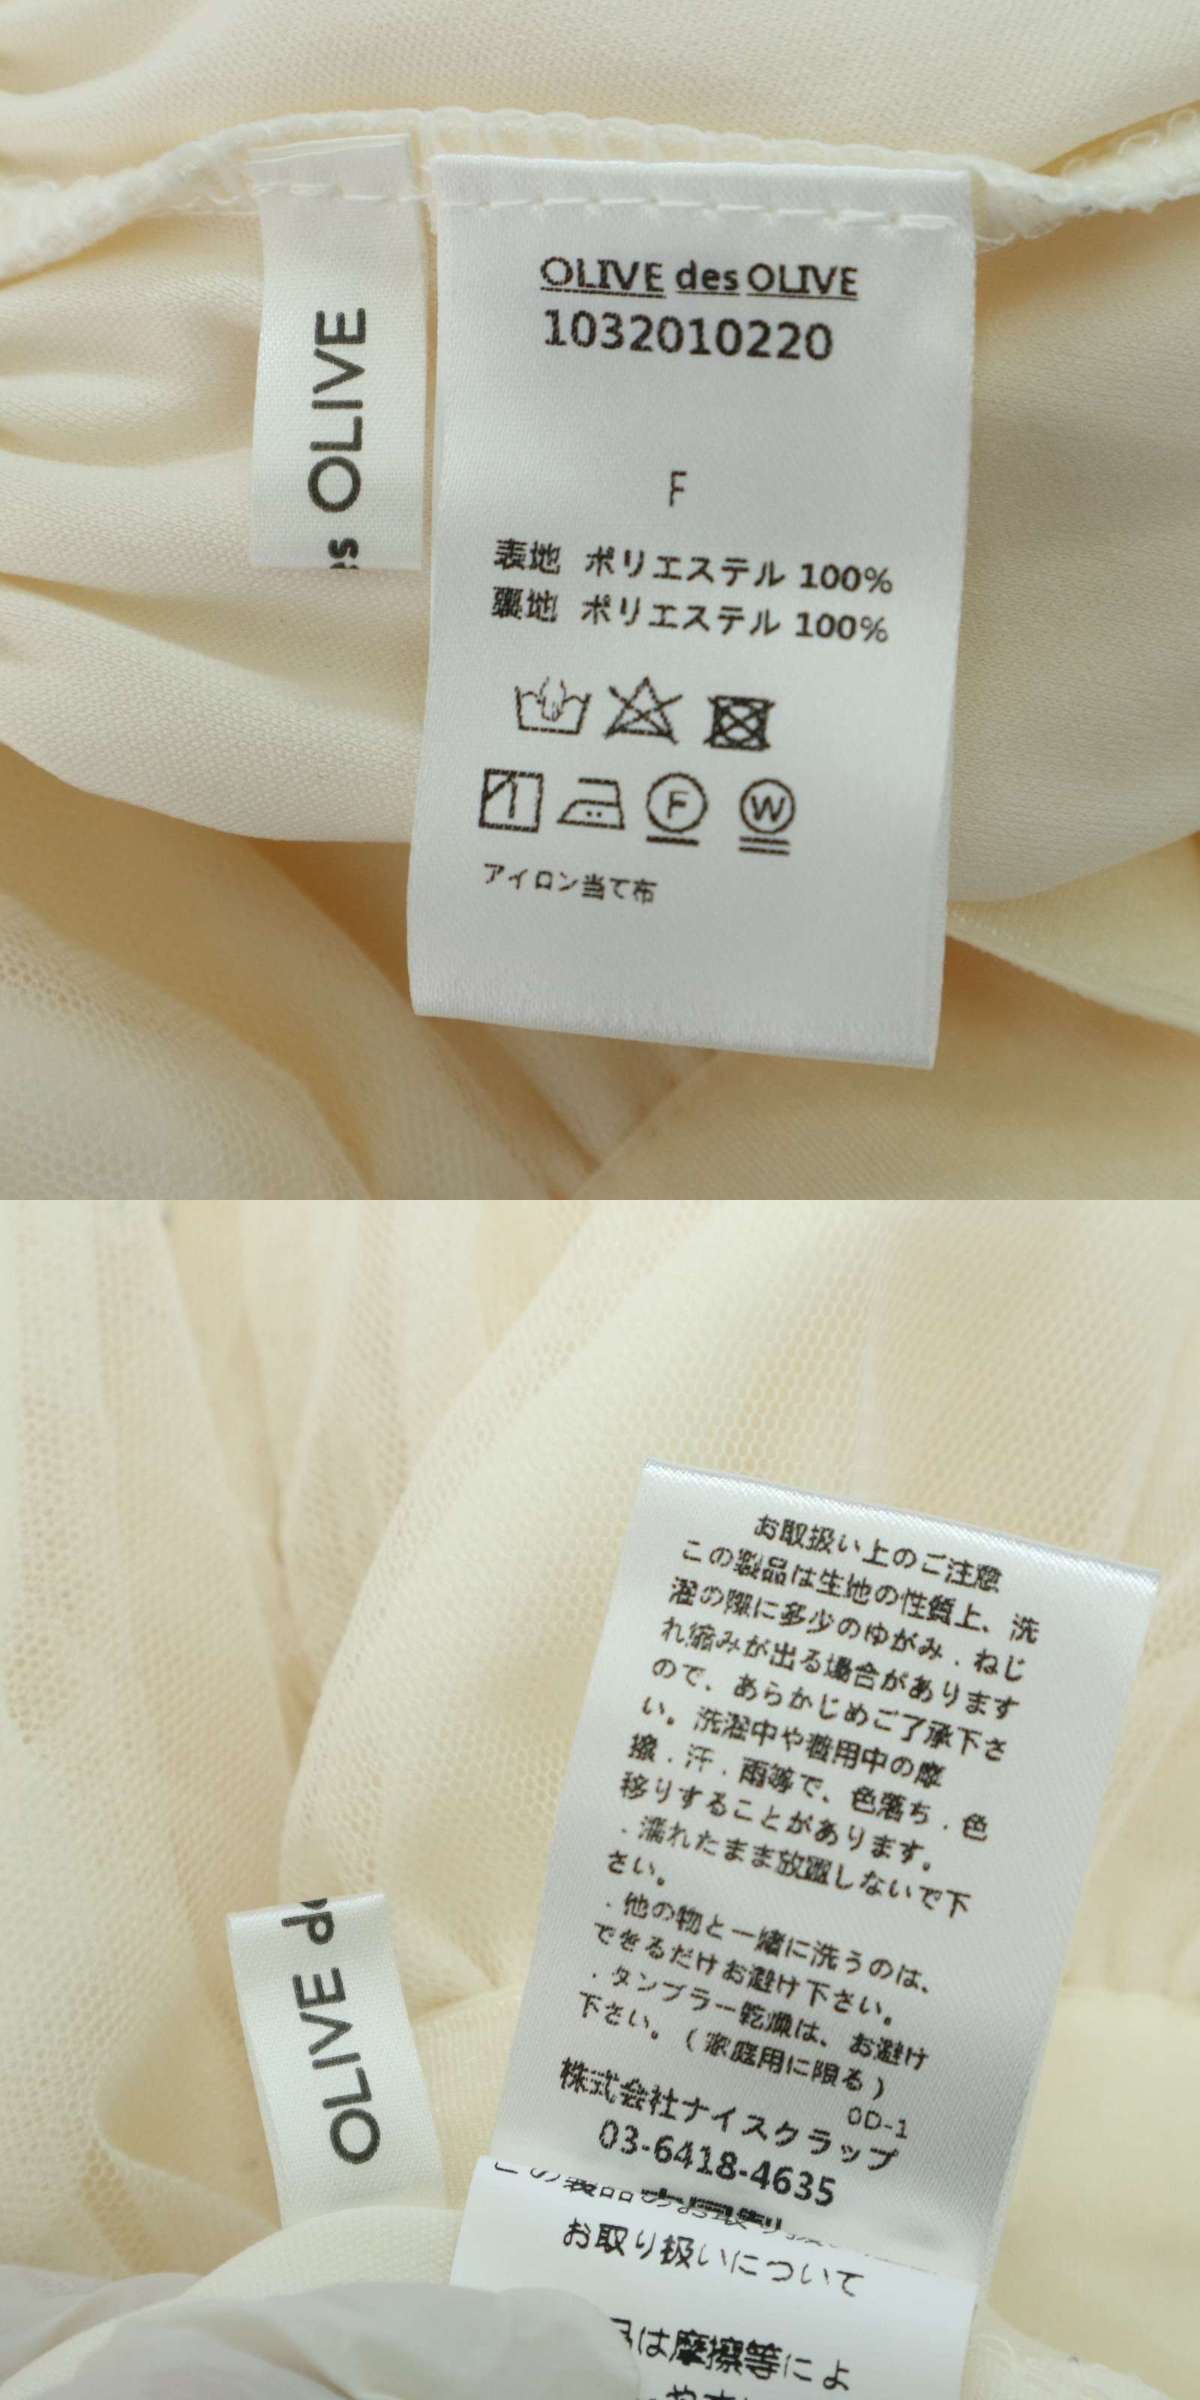 OLIVE
OLIVE des OLIVE
1032010220
F
表地 ポリエステル 100%
裏地 ポリエステル 100%
F
W
アイロン当て布
お取扱い上のご注意
この製品は生地の性質上、洗
濯の際に多少のゆがみ.ねじ
れ縮みが出る場合があります
ので、あらかじめご了承下さ
い。洗濯中や着用中の摩
擦.汗.雨等で、色落ち.色
移りすることがあります。
.濡れたまま放置しないで下
さい。
.他の物と一緒に洗うのは、
できるだけお避け下さい。
.タンブラー乾燥は、お避け
下さい。(家庭用に限る)
OD-1
株式会社ナイスクラップ
03-6418-4635
OLIVE
お取り扱いについて
は摩擦等によ